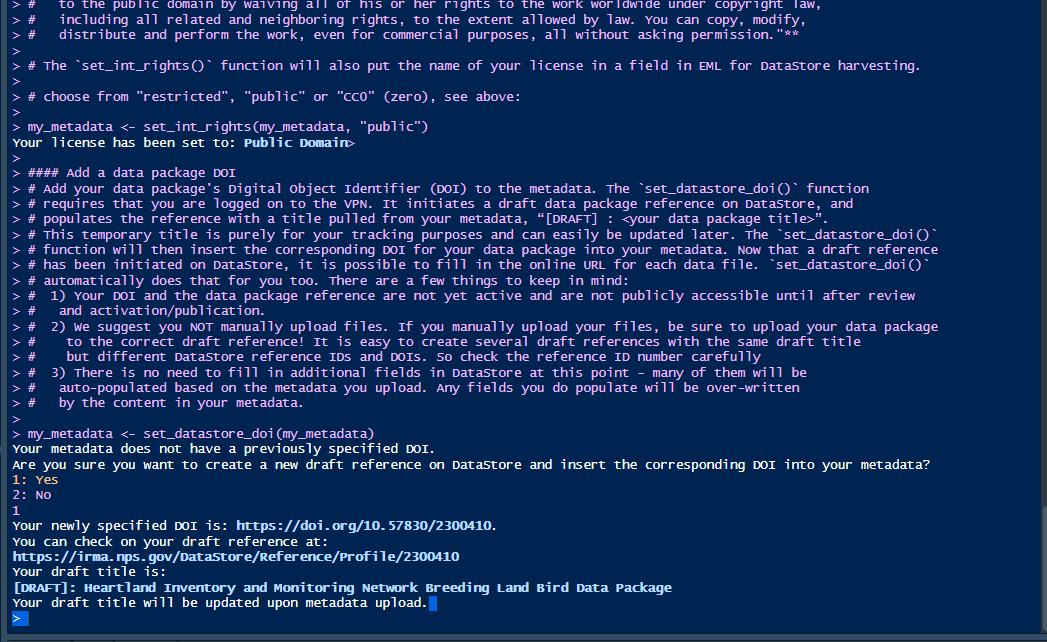 > #   to the public domain by waiving all of his or her rights to the work worldwide under copyright law,
> #   including all related and neighboring rights, to the extent allowed by law. You can copy, modify,
> #   distribute and perform the work, even for commercial purposes, all without asking permission."**
>
> # The `set_int_rights()` function will also put the name of your license in a field in EML for DataStore harvesting.
>
> # choose from "restricted", "public" or "CC0" (zero), see above:
>
> my_metadata <- set_int_rights(my_metadata, "public")
Your license has been set to: Public Domain>
>
> #### Add a data package DOI
> # Add your data package's Digital Object Identifier (DOI) to the metadata. The `set_datastore_doi()` function
> # requires that you are logged on to the VPN. It initiates a draft data package reference on DataStore, and
> # populates the reference with a title pulled from your metadata, “[DRAFT] : <your data package title>”.
> # This temporary title is purely for your tracking purposes and can easily be updated later. The `set_datastore_doi()`
> # function will then insert the corresponding DOI for your data package into your metadata. Now that a draft reference
> # has been initiated on DataStore, it is possible to fill in the online URL for each data file. `set_datastore_doi()`
> # automatically does that for you too. There are a few things to keep in mind:
> #  1) Your DOI and the data package reference are not yet active and are not publicly accessible until after review
> #   and activation/publication.
> #  2) We suggest you NOT manually upload files. If you manually upload your files, be sure to upload your data package
> #    to the correct draft reference! It is easy to create several draft references with the same draft title
> #    but different DataStore reference IDs and DOIs. So check the reference ID number carefully
> #  3) There is no need to fill in additional fields in DataStore at this point - many of them will be
> #   auto-populated based on the metadata you upload. Any fields you do populate will be over-written
> #   by the content in your metadata.
>
> my_metadata <- set_datastore_doi(my_metadata)
Your metadata does not have a previously specified DOI.
Are you sure you want to create a new draft reference on DataStore and insert the corresponding DOI into your metadata?
1: Yes
2: No
1
Your newly specified DOI is: https://doi.org/10.57830/2300410.
You can check on your draft reference at:
https://irma.nps.gov/DataStore/Reference/Profile/2300410
Your draft title is:
[DRAFT]: Heartland Inventory and Monitoring Network Breeding Land Bird Data Package
Your draft title will be updated upon metadata upload.
>